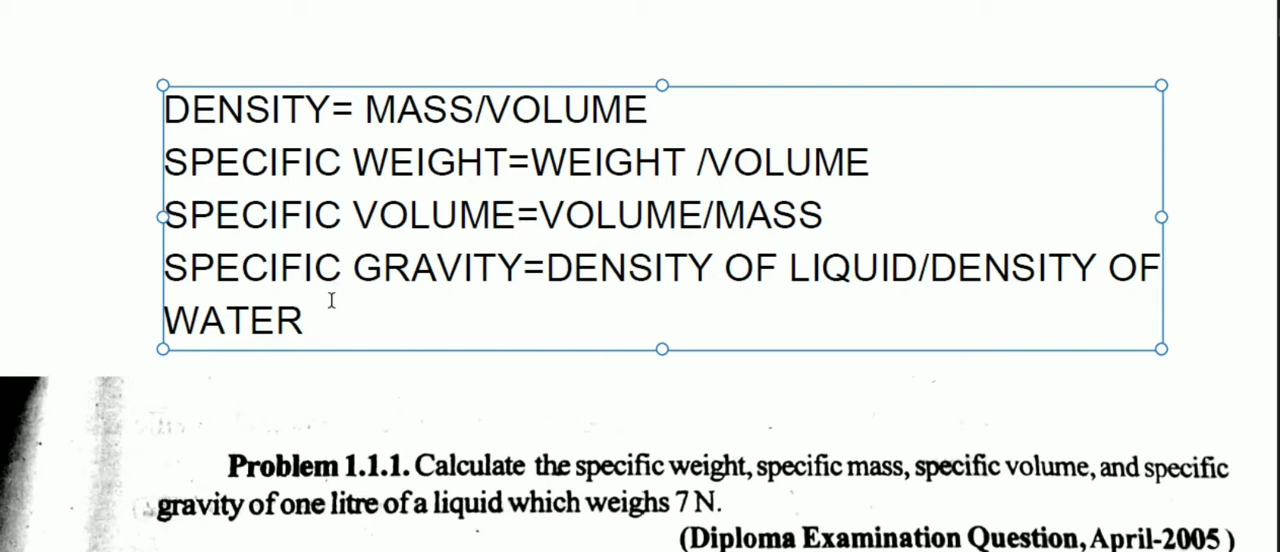 DENSITY= MASS/VOLUME
SPECIFIC WEIGHT=WEIGHT /VOLUME
SPECIFIC VOLUME=VOLUME/MASS
SPECIFIC GRAVITY=DENSITY OF LIQUID/DENSITY OF
WATER
Problem 1.1.1. Calculate the specific weight, specific mass, specific volume, and specific
gravity of one litre of a liquid which weighs 7 N.
(Diploma Examination Question, April-2005 )